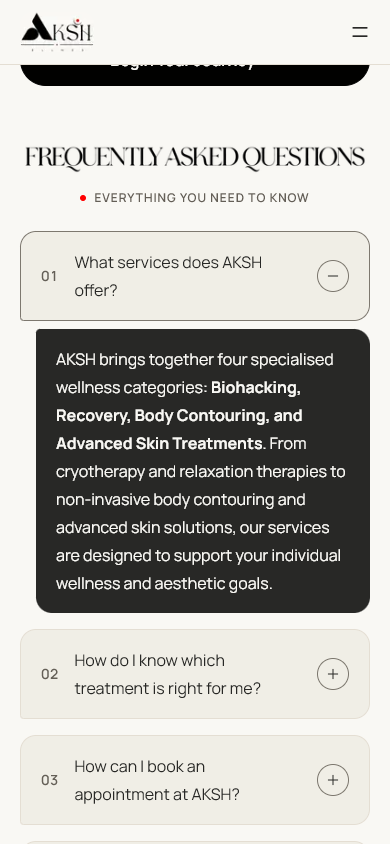 AKSH
Begin Your Journey
FREQUENTLY ASKED QUESTIONS
EVERYTHING YOU NEED TO KNOW
01
What services does AKSH
offer?
AKSH brings together four specialised
wellness categories: Biohacking,
Recovery, Body Contouring, and
Advanced Skin Treatments. From
cryotherapy and relaxation therapies to
non-invasive body contouring and
advanced skin solutions, our services
are designed to support your individual
wellness and aesthetic goals.
02
How do I know which
treatment is right for me?
03
How can I book an
appointment at AKSH?